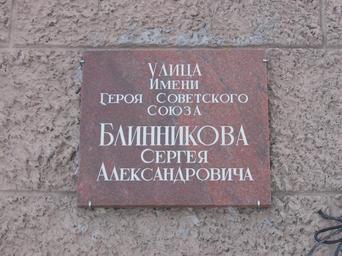 Улица
Имени
Героя Советского
Союза
Блинникова
Сергея
Александровича